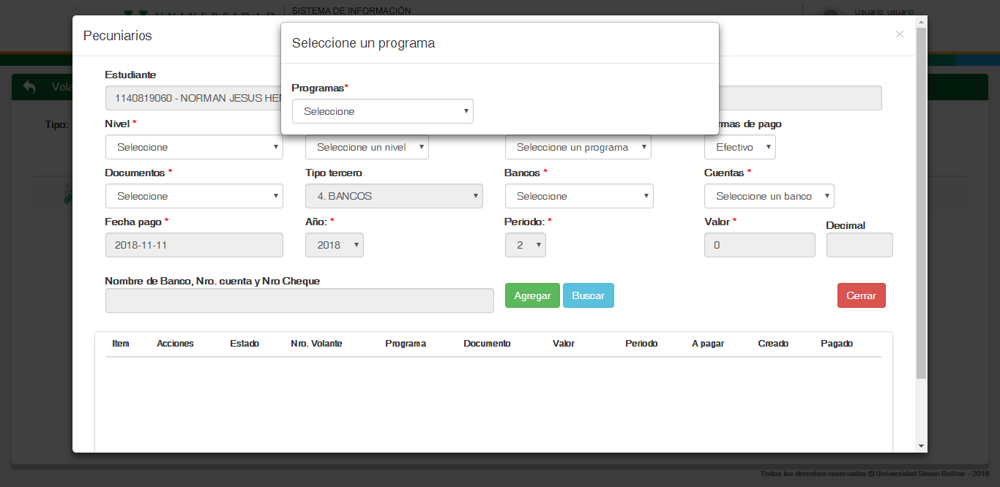 UNIVERSIDAD
SISTEMA DE INFORMACIÓN
Usuario: usuario
Pecuniarios
×
Seleccione un programa
Programas*
Seleccione
Vola
Tipo:
Estudiante
1140819060 - NORMAN JESUS HE
Nivel *
rmas de pago
Seleccione
Seleccione un nivel
Seleccione un programa
Efectivo
Documentos *
Tipo tercero
Bancos *
Cuentas *
Seleccione
4. BANCOS
Seleccione
Seleccione un banco
Fecha pago *
Año: *
Periodo: *
Valor *
Decimal
2018-11-11
2018
2
0
Nombre de Banco, Nro. cuenta y Nro Cheque
Agregar
Buscar
Cerrar
Item Acciones Estado Nro. Volante Programa Documento Valor Periodo A pagar Creado Pagado
Todos los derechos reservados © Universidad Simon Bolívar - 2018